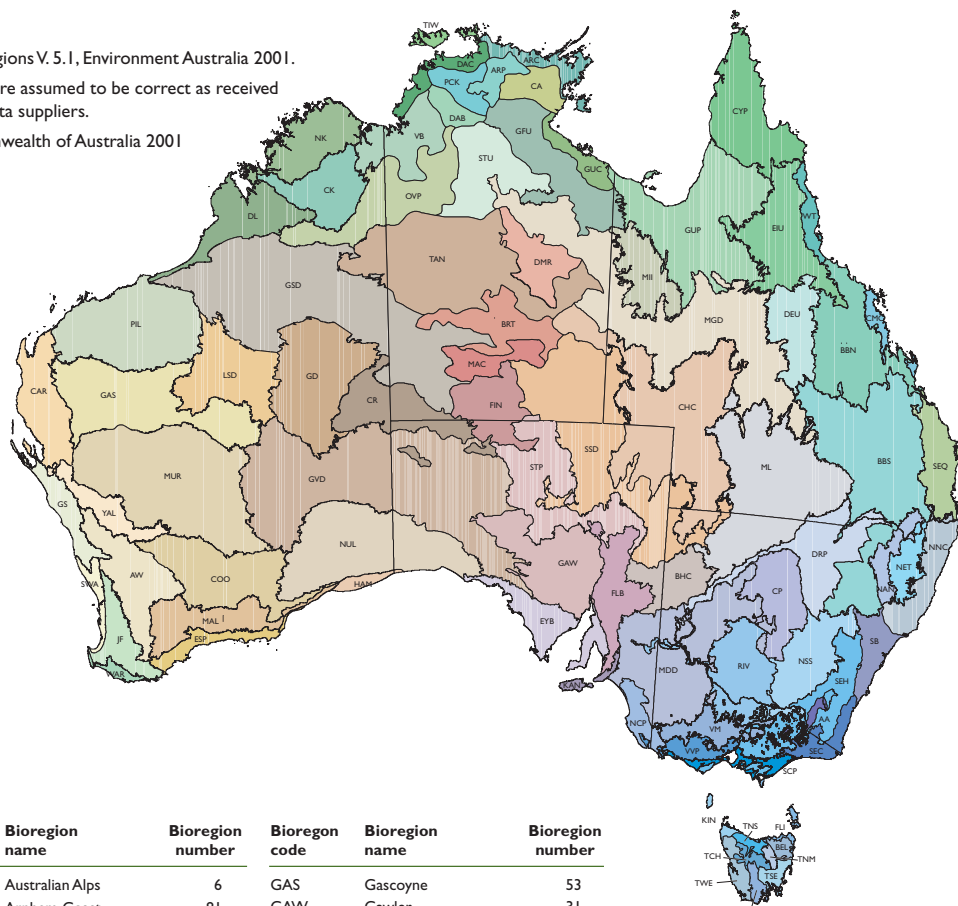 gions V. 5.1, Environment Australia 2001.
re assumed to be correct as received
ta suppliers.
wealth of Australia 2001
TIW
DAC
ARC
ARP
PCK
CA
DAB
CYP
NK
VB
GFU
STU
GUC
CK
OVP
WT
DL
GUP
EIU
TAN
DMR
MII
GSD
PIL
BRT
MGD
DEU
CMC
BBN
MAC
LSD
GD
CAR
GAS
CR
FIN
CHC
SSD
STP
ML
BBS
SEQ
MUR
GVD
GS
YAL
NUL
GAW
DRP
NNC
NET
AW
COO
SWA
HAM
BHC
CP
NAN
FLB
MAL
EYB
JF
ESP
SB
WAR
KAN
MDD
RIV
NSS
SEH
NCP
VM
AA
VVP
SEC
SCP
KIN
TNS
FLI
BEL
TCH
TNM
TWE
TSE
Bioregion Bioregion Bioregon Bioregion Bioregion
name number code name number
Australian Alps 6 GAS Gascoyne 53